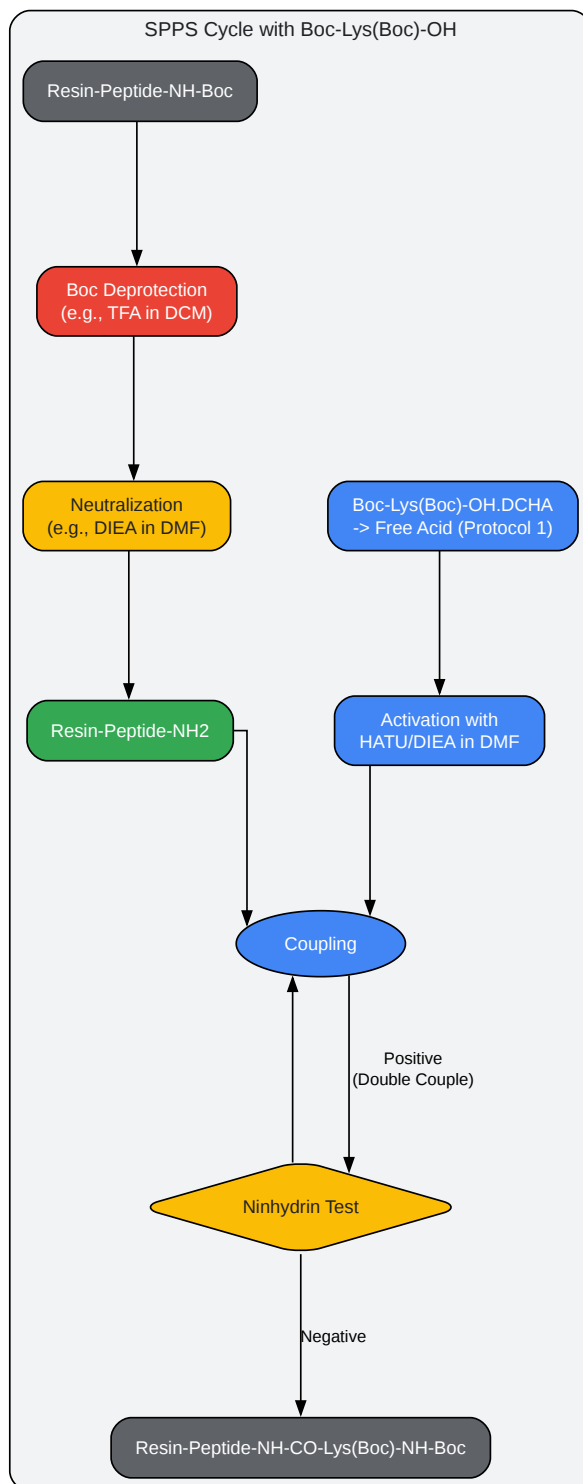 SPPS Cycle with Boc-Lys(Boc)-OH
Resin-Peptide-NH-Boc
Boc Deprotection
(e.g., TFA in DCM)
Neutralization
(e.g., DIEA in DMF)
Boc-Lys(Boc)-OH.DCHA
-> Free Acid (Protocol 1)
Resin-Peptide-NH2
Activation with
HATU/DIEA in DMF
Coupling
Positive
(Double Couple)
Ninhydrin Test
Negative
Resin-Peptide-NH-CO-Lys(Boc)-NH-Boc